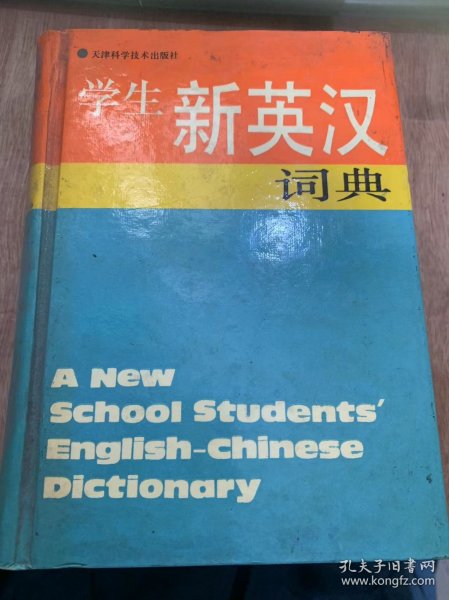 ●天津科学技术出版社
学生新英汉
词典
A New
School Students'
English-Chinese
Dictionary
孔夫子旧书网
www.kongfz.com